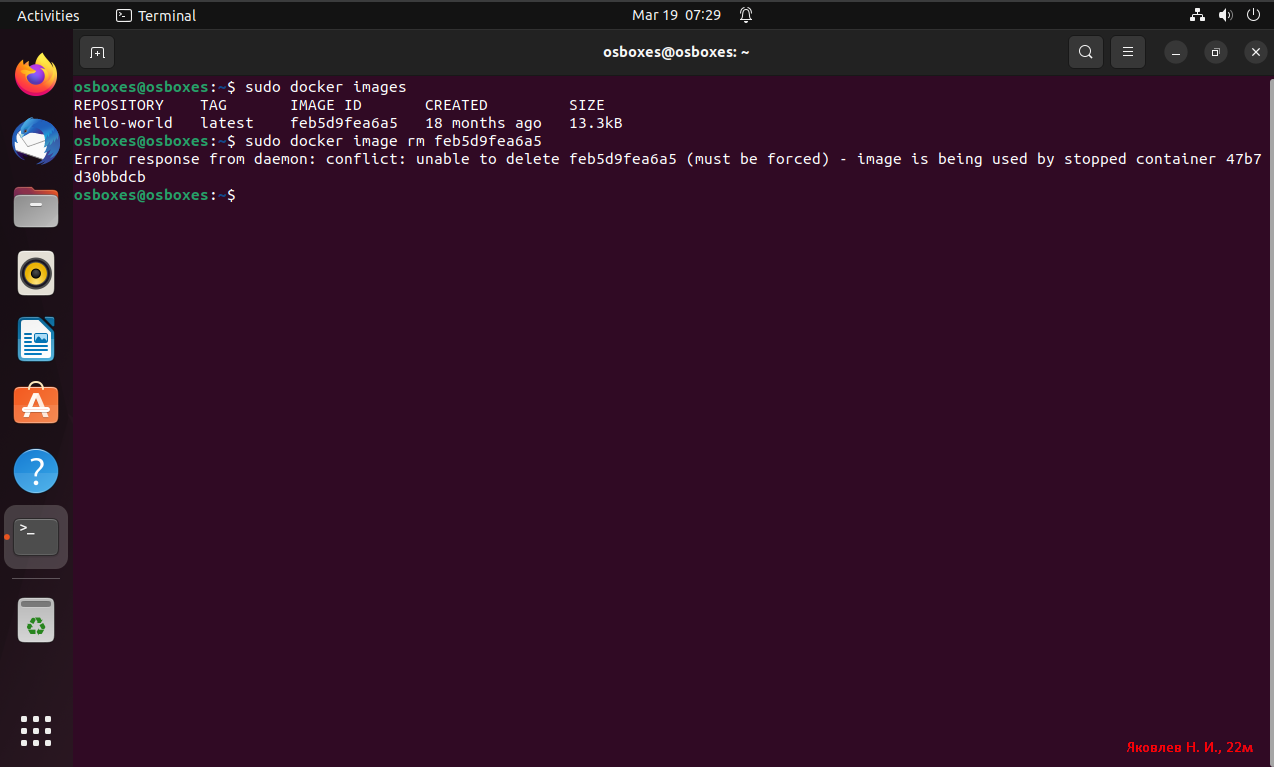 Activities Terminal Mar 19 07:29
osboxes@osboxes: ~
osboxes@osboxes:~$ sudo docker images
REPOSITORY TAG IMAGE ID CREATED SIZE
hello-world latest feb5d9fea6a5 18 months ago 13.3kB
osboxes@osboxes:~$ sudo docker image rm feb5d9fea6a5
Error response from daemon: conflict: unable to delete feb5d9fea6a5 (must be forced) - image is being used by stopped container 47b7
d30bbdcb
osboxes@osboxes:~$
Яковлев Н. И., 22м